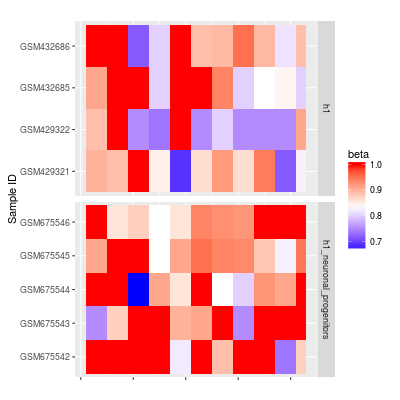 Sample ID
GSM432686
GSM432685
GSM429322
GSM429321
h1
GSM675546
GSM675545
GSM675544
GSM675543
GSM675542
h1_neuronal_progenitors
beta
1.0
0.9
0.8
0.7